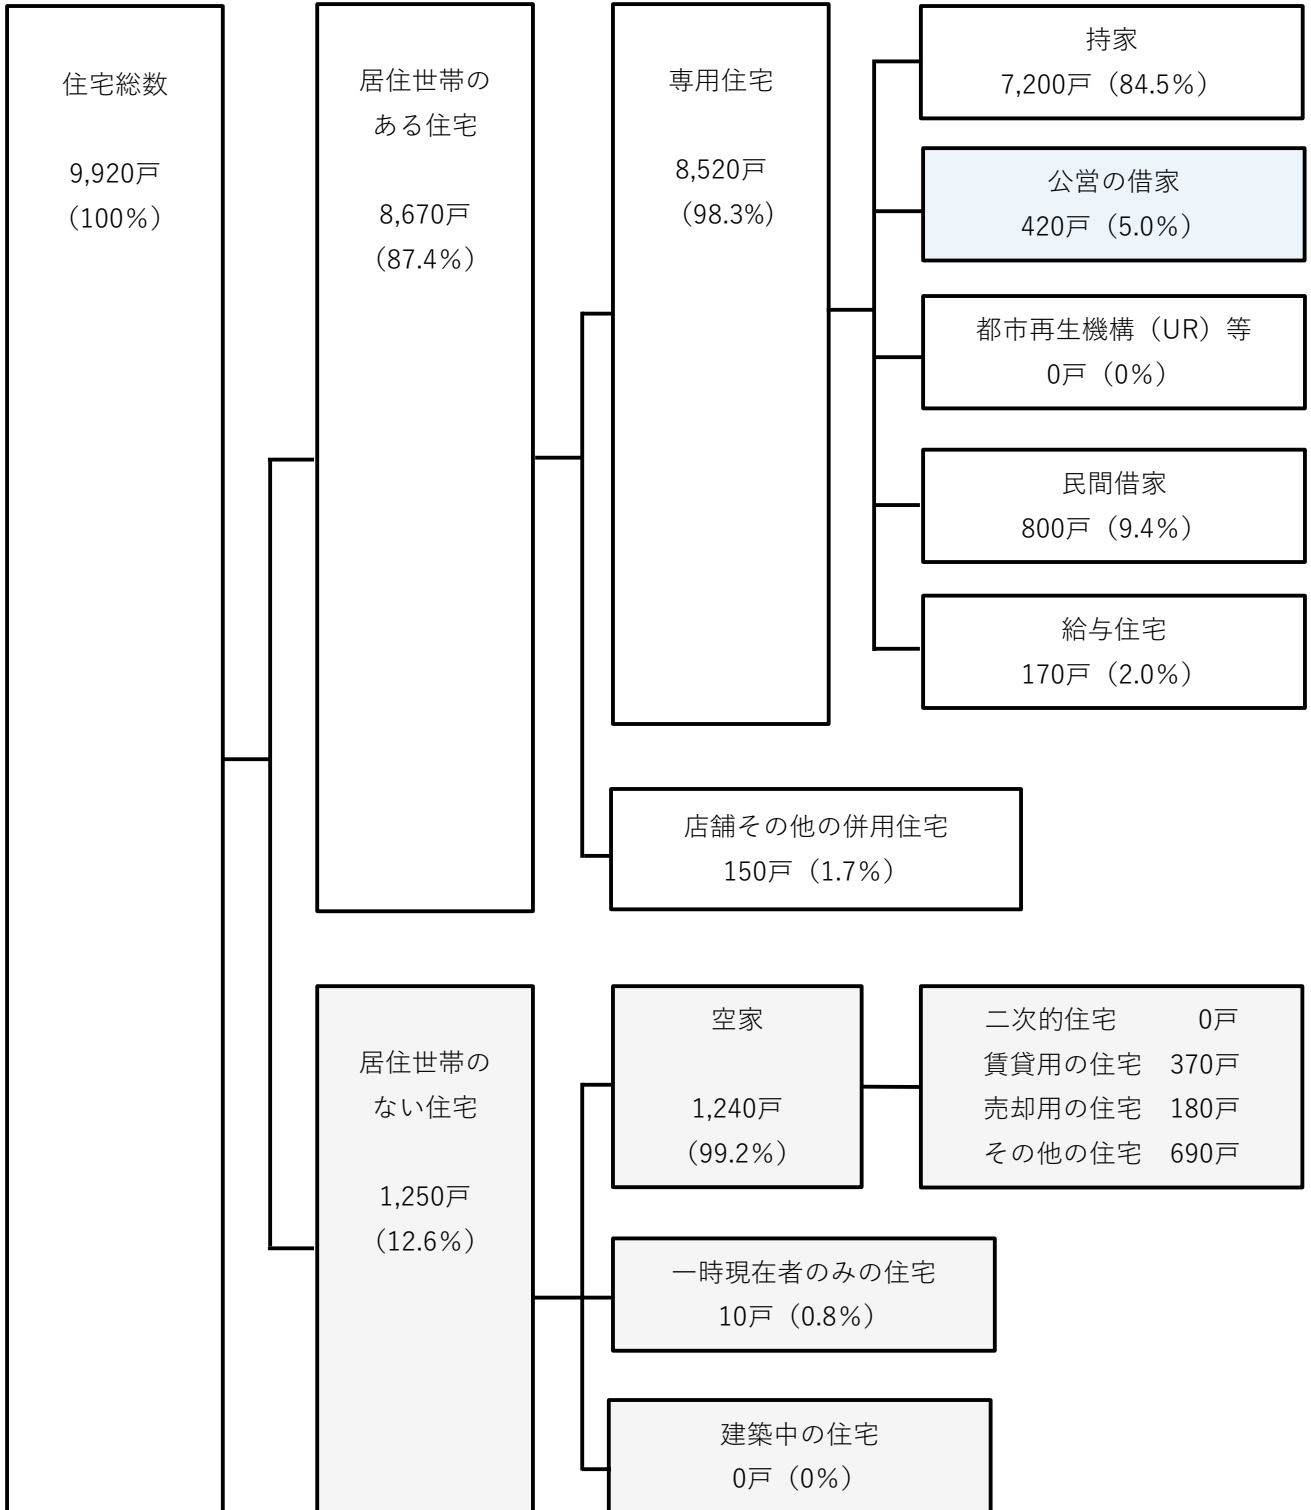 住宅総数
9,920戸
(100%)
居住世帯の
ある住宅
8,670戸
(87.4%)
専用住宅
8,520戸
(98.3%)
持家
7,200戸（84.5%）
公営の借家
420戸（5.0%）
都市再生機構（UR）等
0戸（0%）
民間借家
800戸（9.4%）
給与住宅
170戸（2.0%）
店舗その他の併用住宅
150戸（1.7%）
居住世帯の
ない住宅
1,250戸
(12.6%)
空家
1,240戸
(99.2%)
二次的住宅 0戸
賃貸用の住宅 370戸
売却用の住宅 180戸
その他の住宅 690戸
一時現在者のみの住宅
10戸（0.8%）
建築中の住宅
0戸（0%）